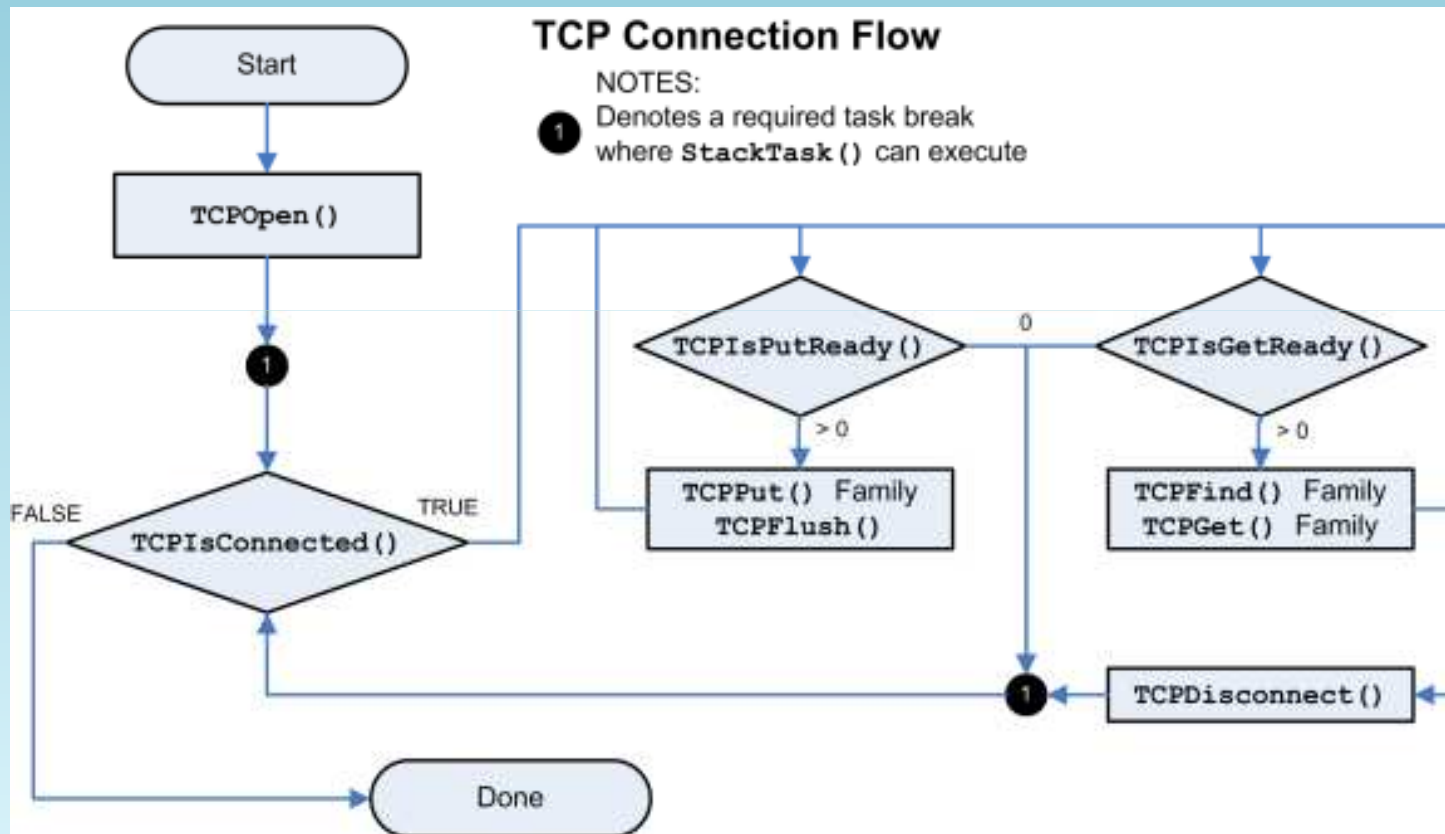 TCP Connection Flow
NOTES:
1 Denotes a required task break
where StackTask() can execute
Start
TCPOpen()
1
TCPIsConnected()
FALSE
TRUE
TCPIsPutReady()
0
TCPIsGetReady()
> 0
> 0
TCPPut() Family
TCPFlush()
TCPFind() Family
TCPGet() Family
1
TCPDisconnect()
Done